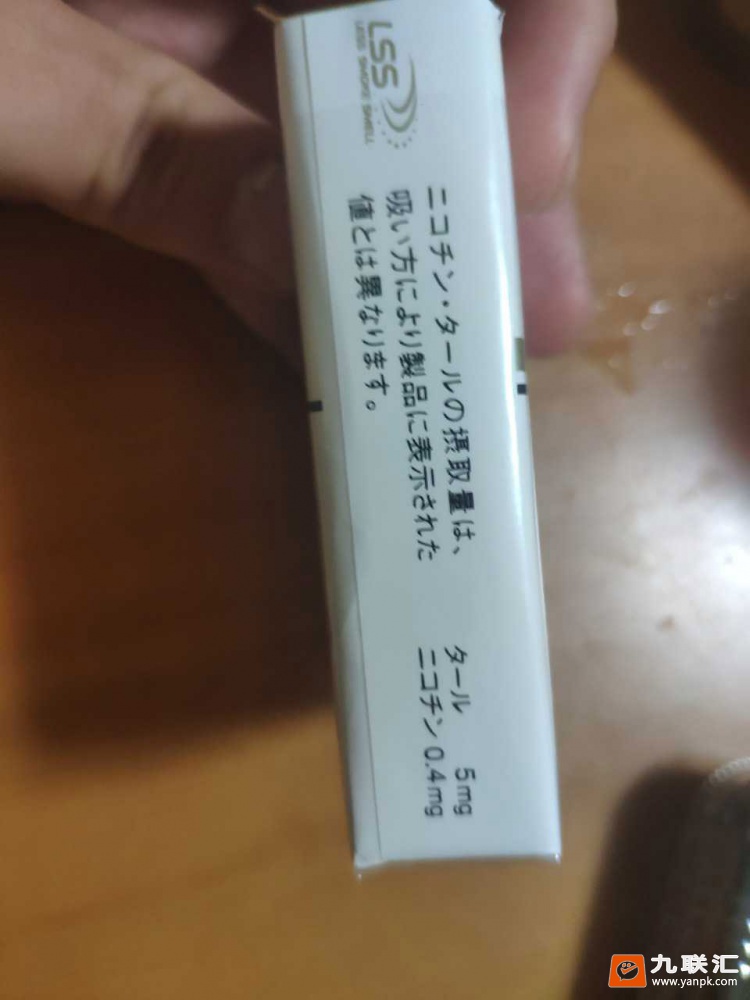 LSS
LESS SMOKE SMELL
ニコチン・タールの摂取量は、
吸い方により製品に表示された
値とは異なります。
タール 5mg
ニコチン 0.4mg
九联汇
www.yanpk.com